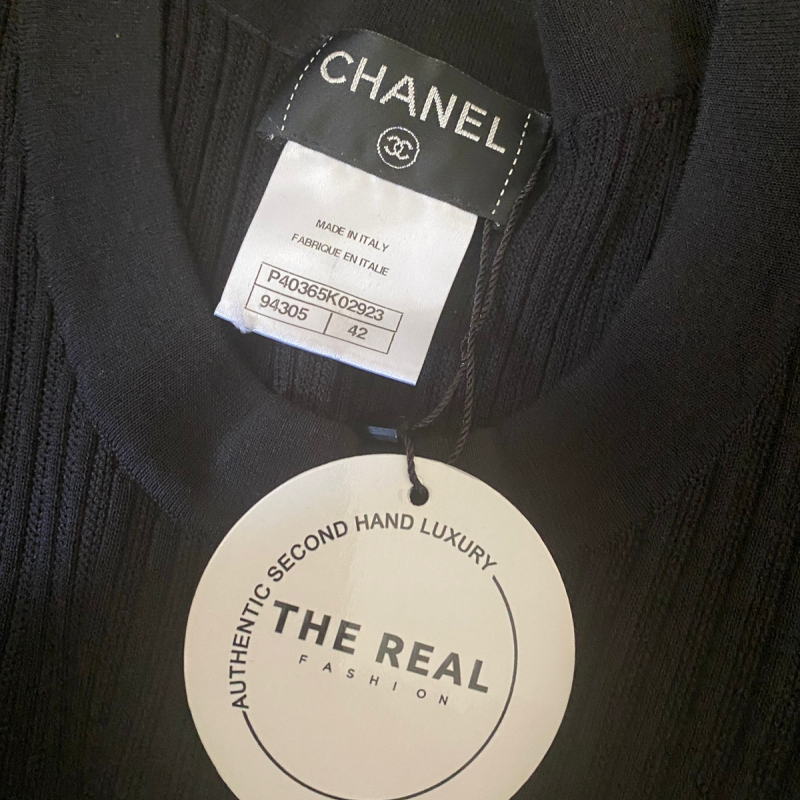 CHANEL
MADE IN ITALY
FABRIQUE EN ITALIE
P40365K02923
94305 42
AUTHENTIC SECOND HAND LUXURY
THE REAL
FASHION